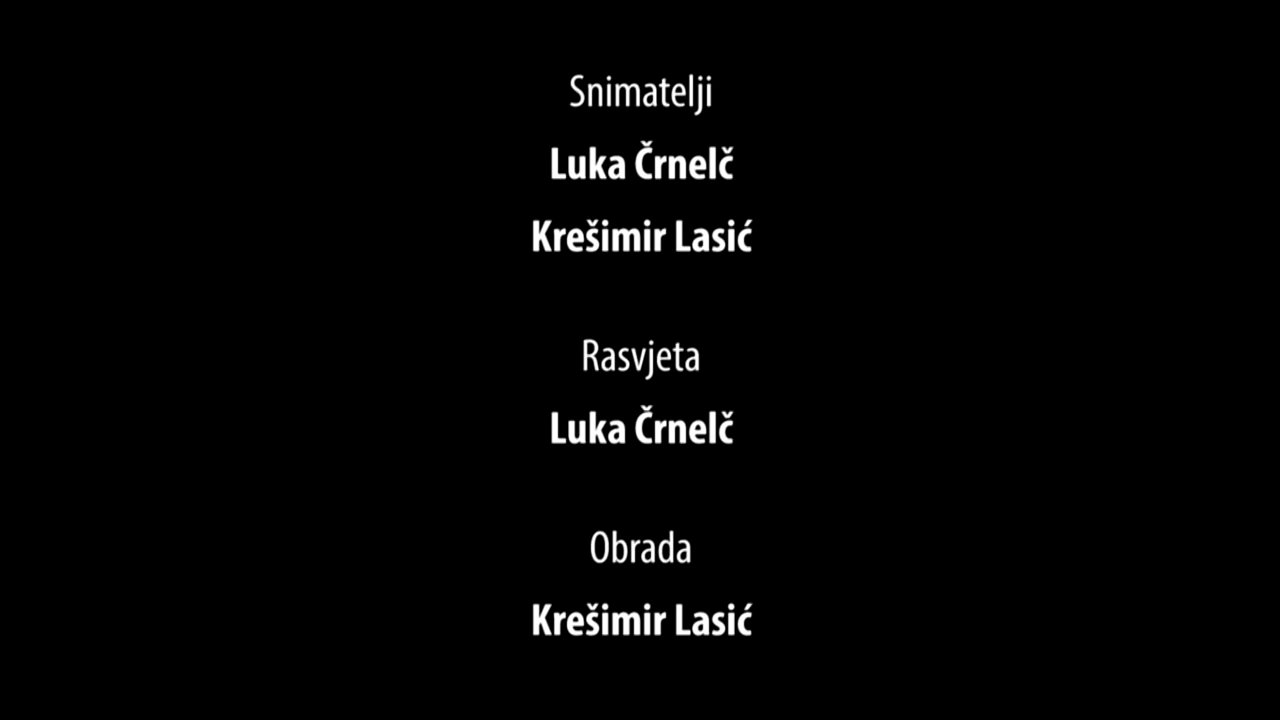 Snimatelji
Luka Črnelč
Krešimir Lasić
Rasvjeta
Luka Črnelč
Obrada
Krešimir Lasić